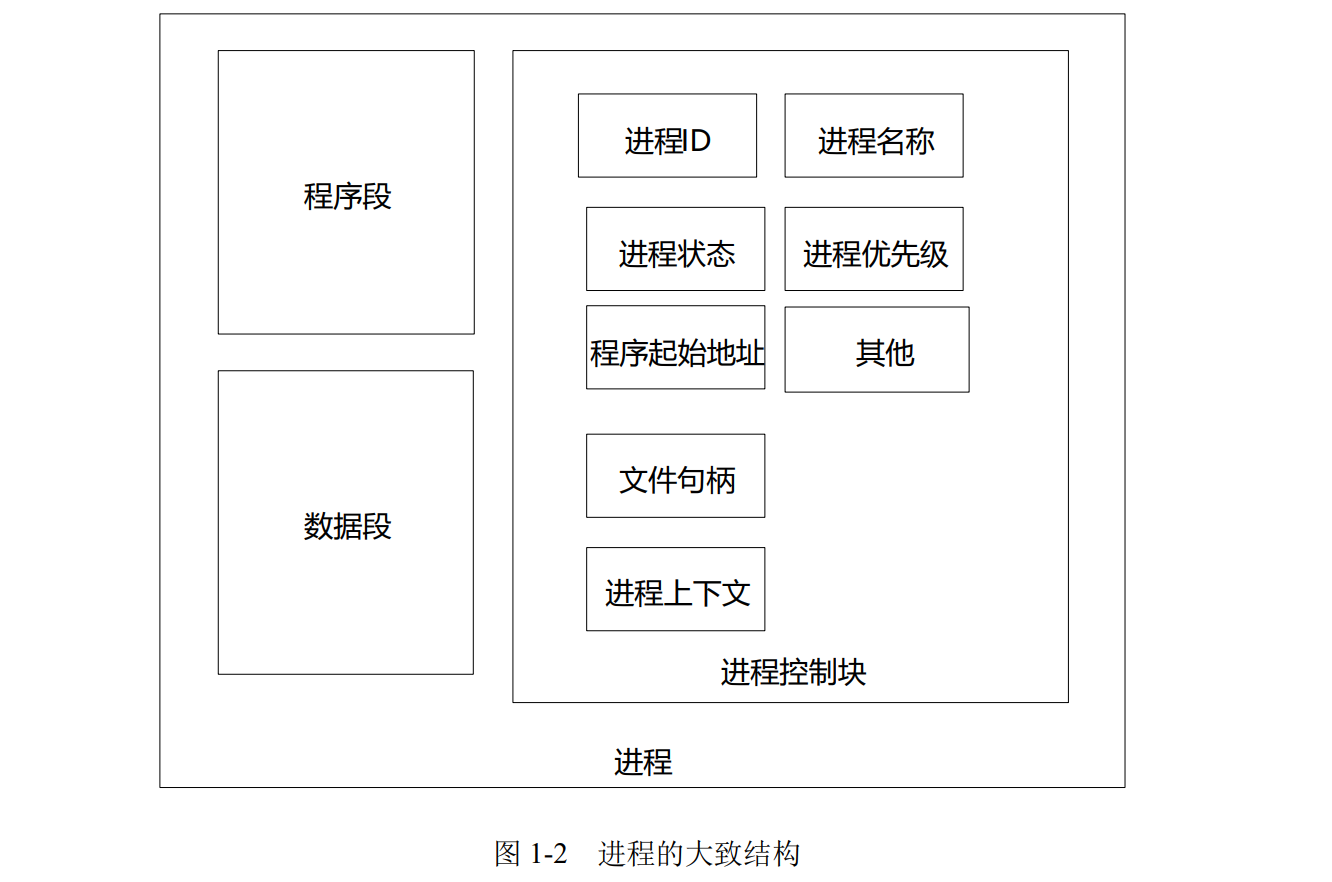 程序段
数据段
进程ID
进程名称
进程状态
进程优先级
程序起始地址
其他
文件句柄
进程上下文
进程控制块
进程
图 1-2 进程的大致结构